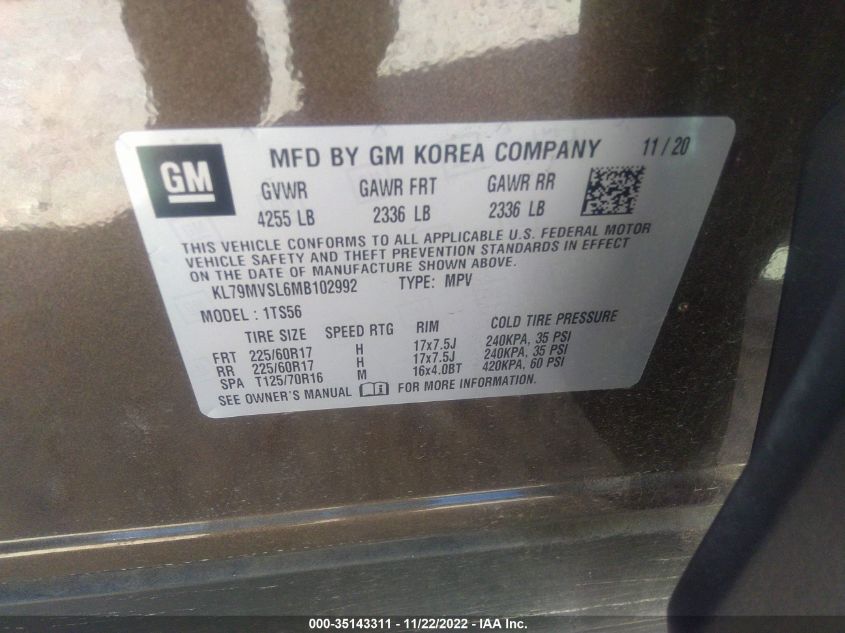 GM
MFD BY GM KOREA COMPANY 11/20
GVWR GAWR FRT GAWR RR
4255 LB 2336 LB 2336 LB
THIS VEHICLE CONFORMS TO ALL APPLICABLE U.S. FEDERAL MOTOR
VEHICLE SAFETY AND THEFT PREVENTION STANDARDS IN EFFECT
ON THE DATE OF MANUFACTURE SHOWN ABOVE.
KL79MVSL6MB102992 TYPE: MPV
MODEL : 1TS56
TIRE SIZE SPEED RTG RIM COLD TIRE PRESSURE
FRT 225/60R17 H 17x7.5J 240KPA, 35 PSI
RR 225/60R17 H 17x7.5J 240KPA, 35 PSI
SPA T125/70R16 M 16x4.0BT 420KPA, 60 PSI
SEE OWNER'S MANUAL FOR MORE INFORMATION.
000-35143311 - 11/22/2022 - IAA Inc.